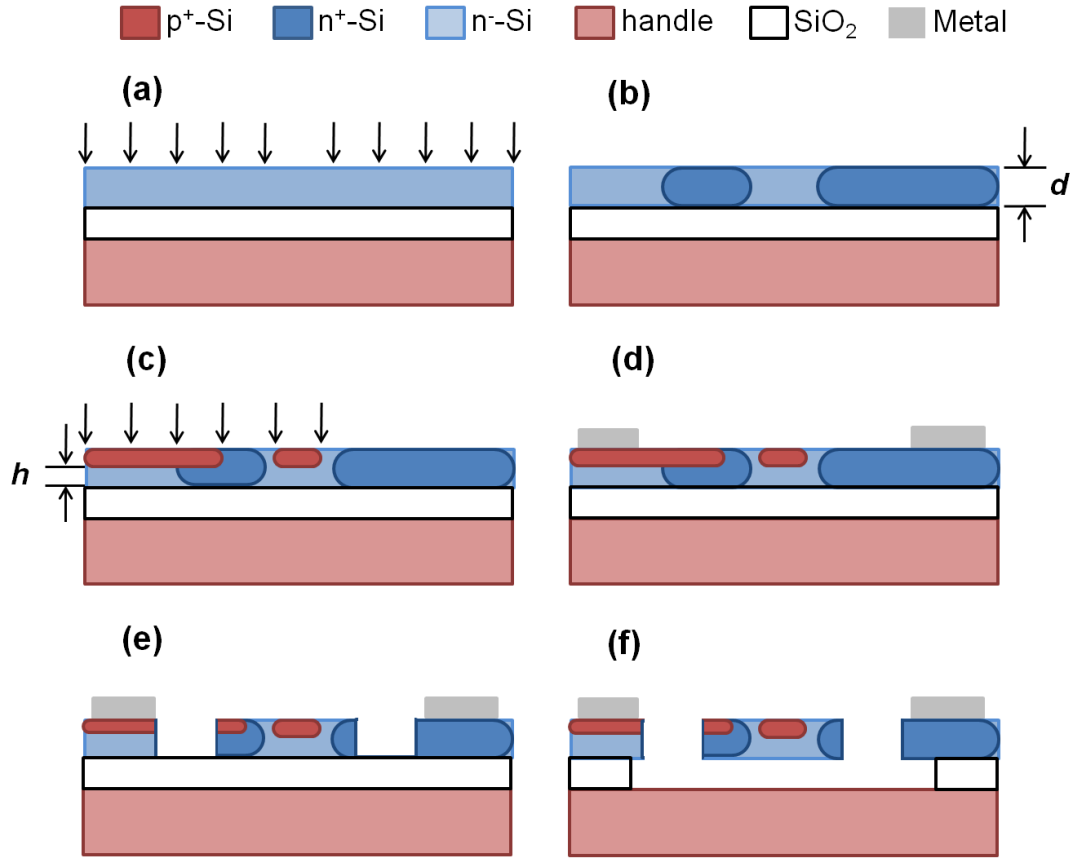 p⁺-Si n⁺-Si n⁻-Si handle SiO₂ Metal
(a) (b)
d
(c) (d)
h
(e) (f)